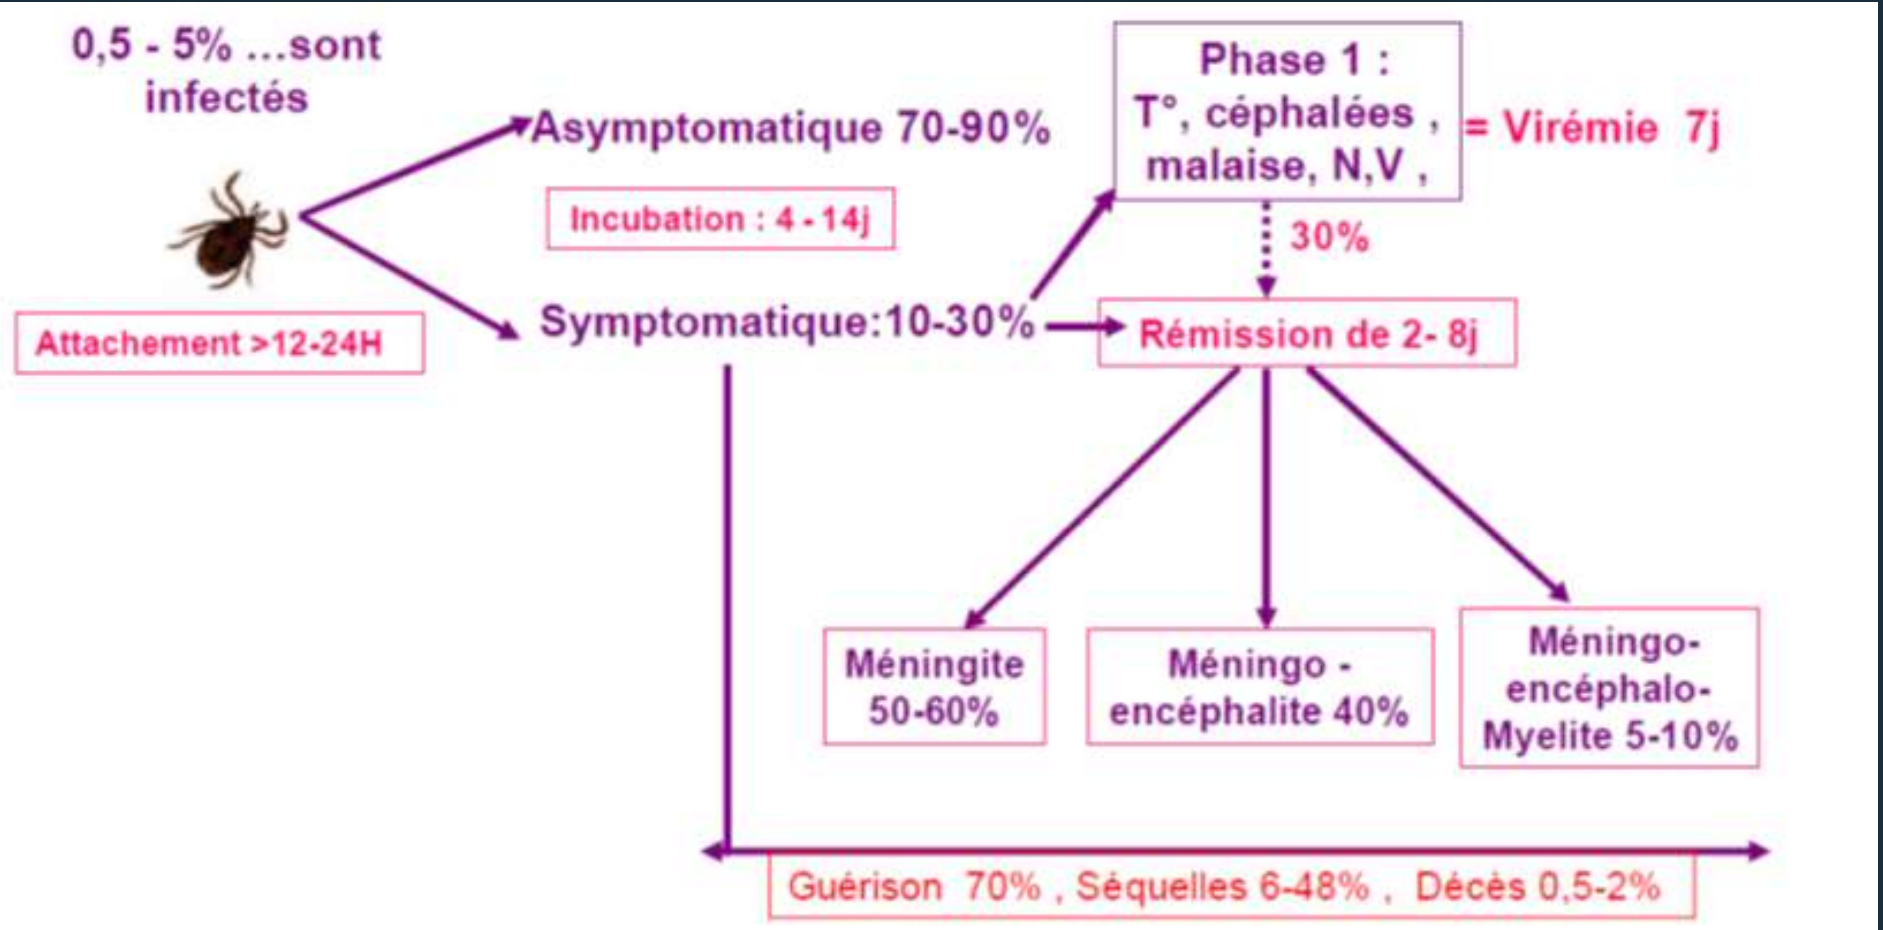 0,5 - 5% ...sont
infectés
Asymptomatique 70-90%
Incubation : 4 - 14j
Attachement >12-24H
Symptomatique:10-30%
Phase 1 :
T°, céphalées ,
malaise, N,V ,
= Virémie 7j
30%
Rémission de 2- 8j
Méningite
50-60%
Méningo -
encéphalite 40%
Méningo-
encéphalo-
Myelite 5-10%
Guérison 70% , Séquelles 6-48% , Décès 0,5-2%